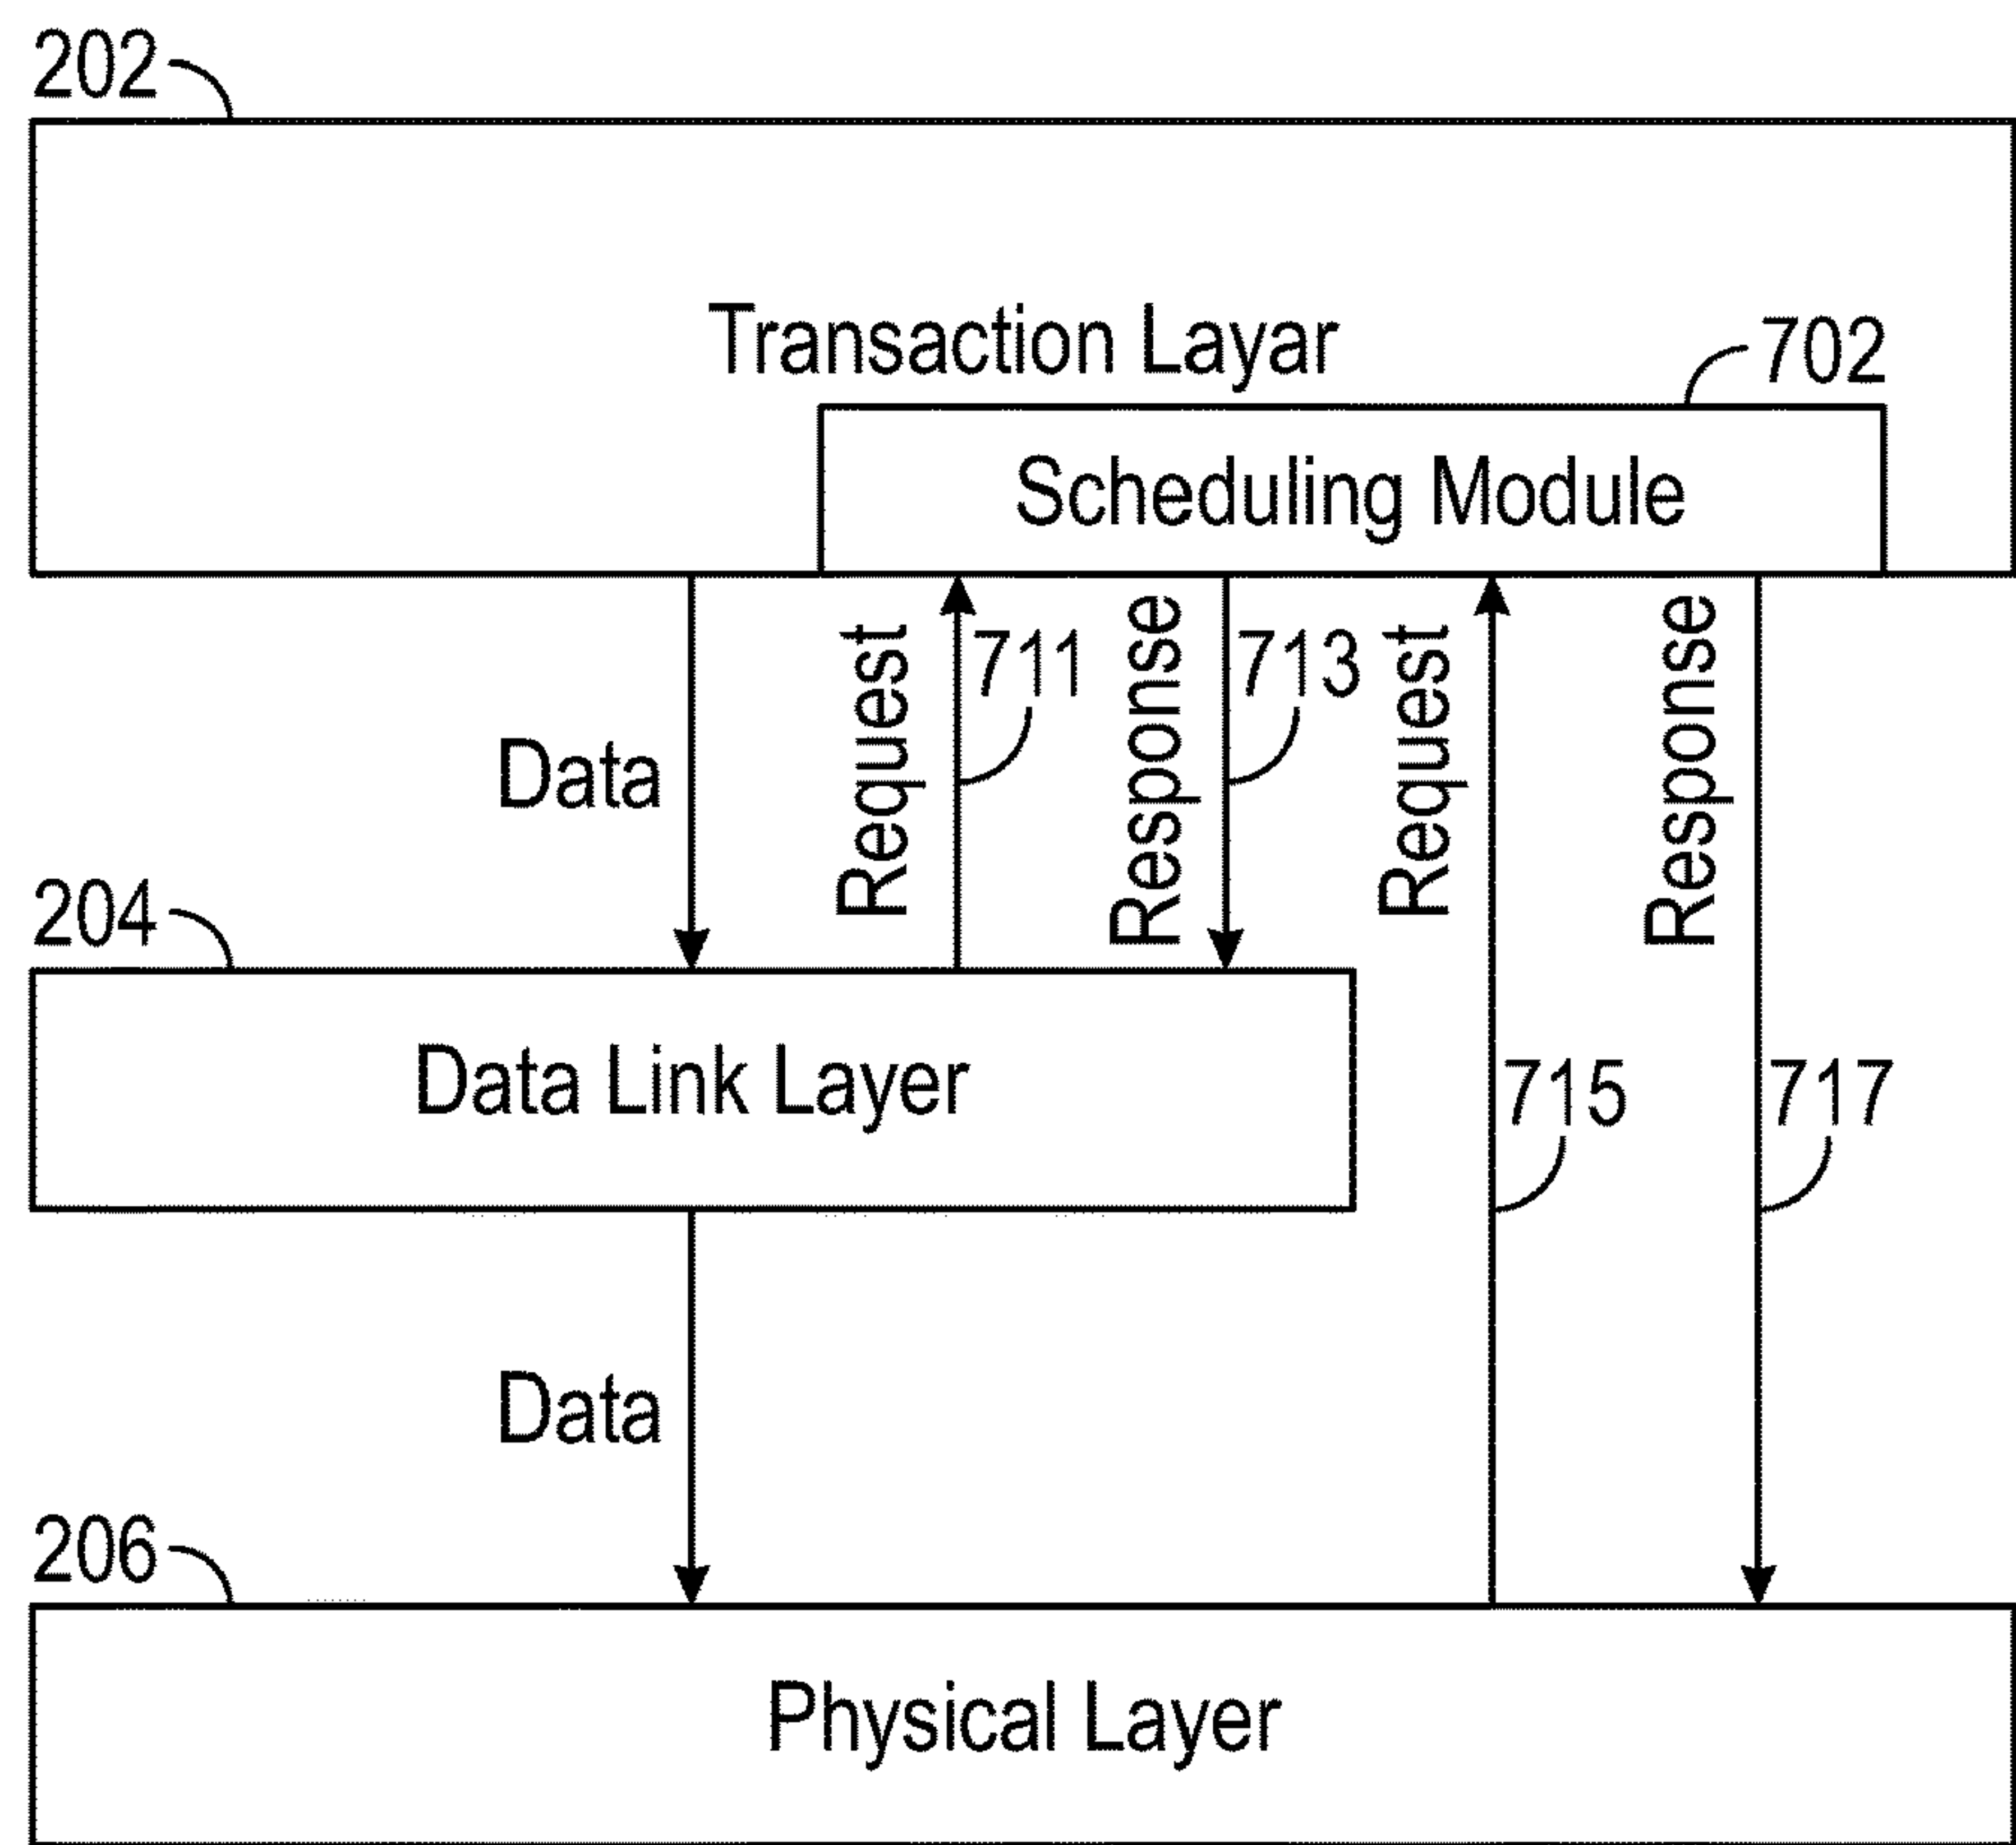 202
Transaction Layar
702
Scheduling Module
Data
Request
711
Response
713
Request
Response
204
Data Link Layer
715
717
Data
206
Physical Layer